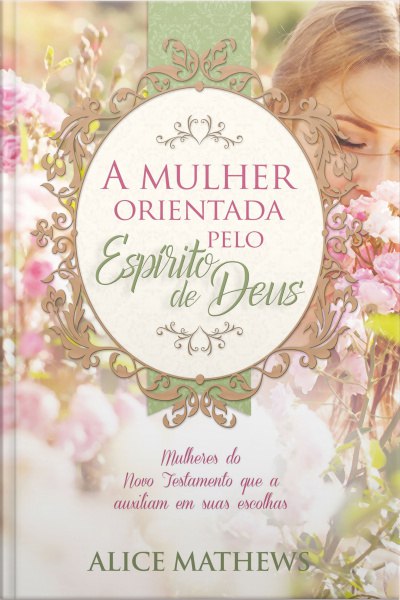 A MULHER
ORIENTADA
PELO
Espírito
de Deus
Mulheres do
Novo Testamento que a
auxiliam em suas escolhas
ALICE MATHEWS